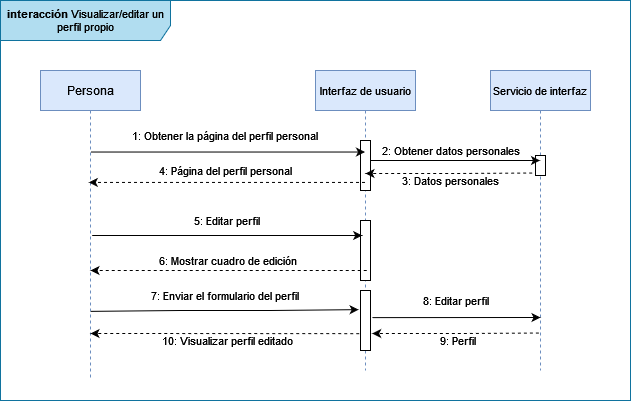 interacción Visualizar/editar un
perfil propio
Persona
Interfaz de usuario
Servicio de interfaz
1: Obtener la página del perfil personal
2: Obtener datos personales
4: Página del perfil personal
3: Datos personales
5: Editar perfil
6: Mostrar cuadro de edición
7: Enviar el formulario del perfil
8: Editar perfil
10: Visualizar perfil editado
9: Perfil